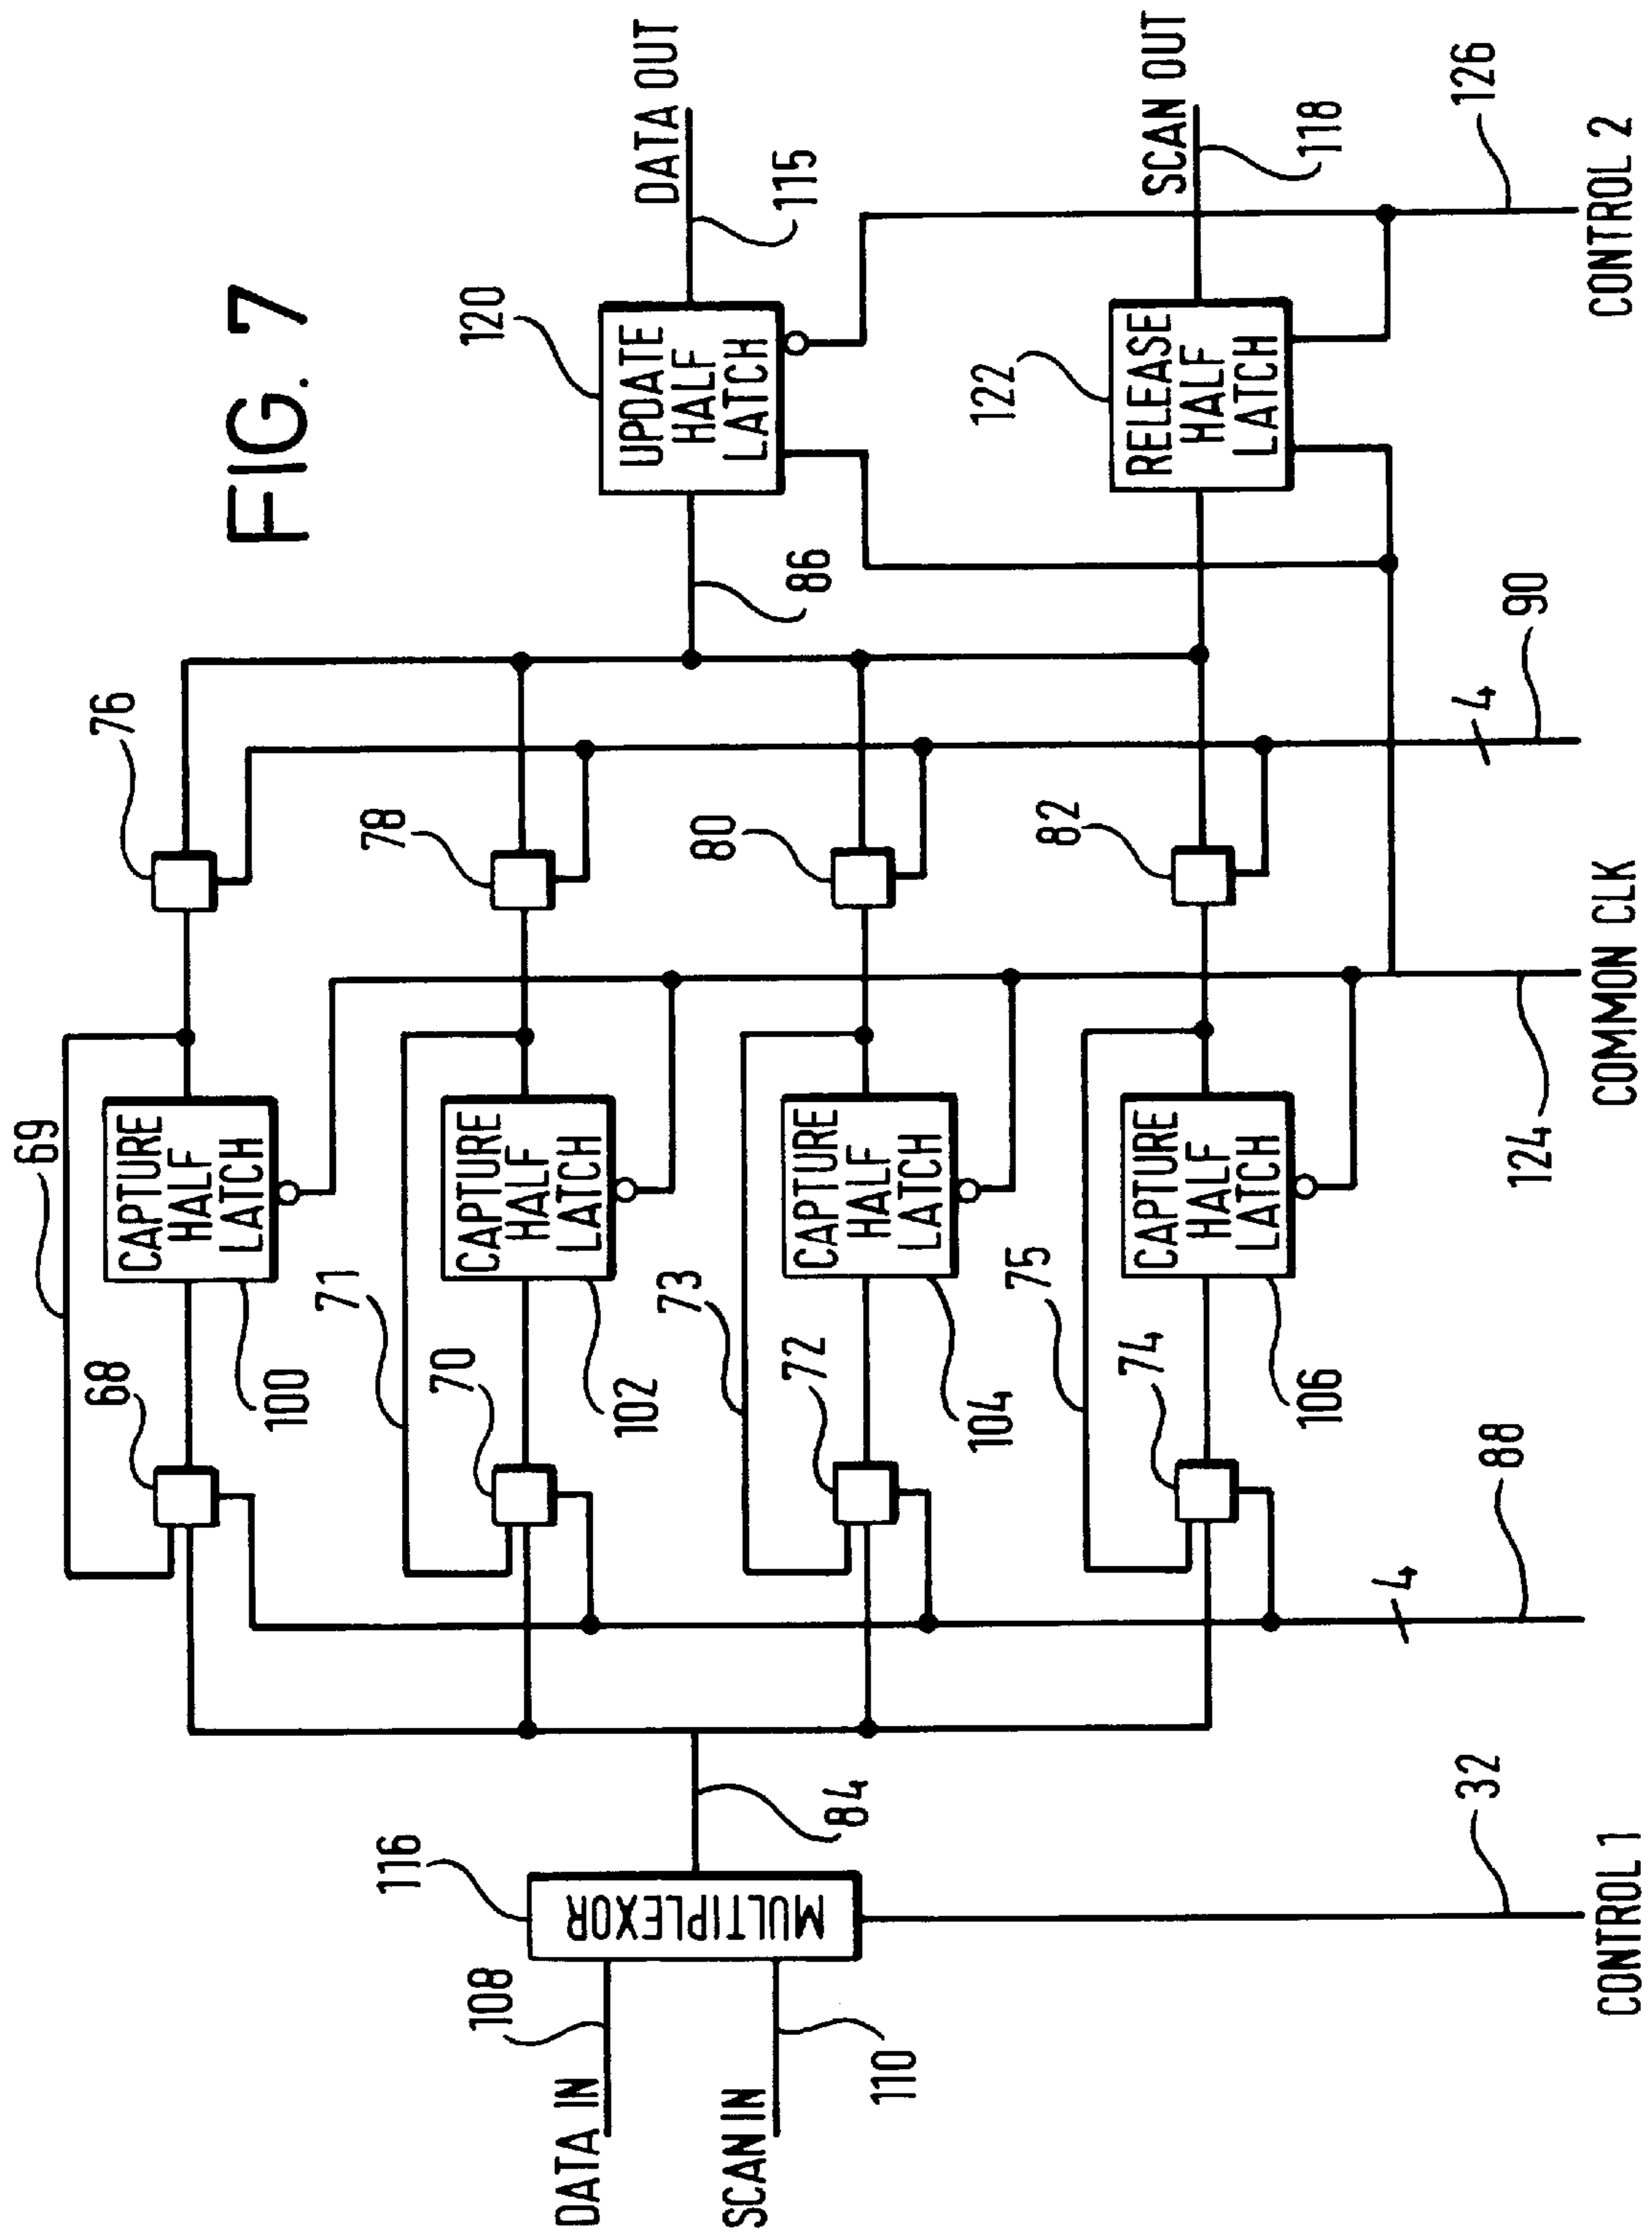 FIG. 7
DATA IN
108
SCAN IN
110
116
MULTIPLEXOR
84
CONTROL 1
32
68
69
100
CAPTURE
HALF
LATCH
76
70
71
102
CAPTURE
HALF
LATCH
78
72
73
104
CAPTURE
HALF
LATCH
80
74
75
106
CAPTURE
HALF
LATCH
82
88
4
COMMON CLK
124
90
4
86
120
UPDATE
HALF
LATCH
115
DATA OUT
122
RELEASE
HALF
LATCH
118
SCAN OUT
126
CONTROL 2